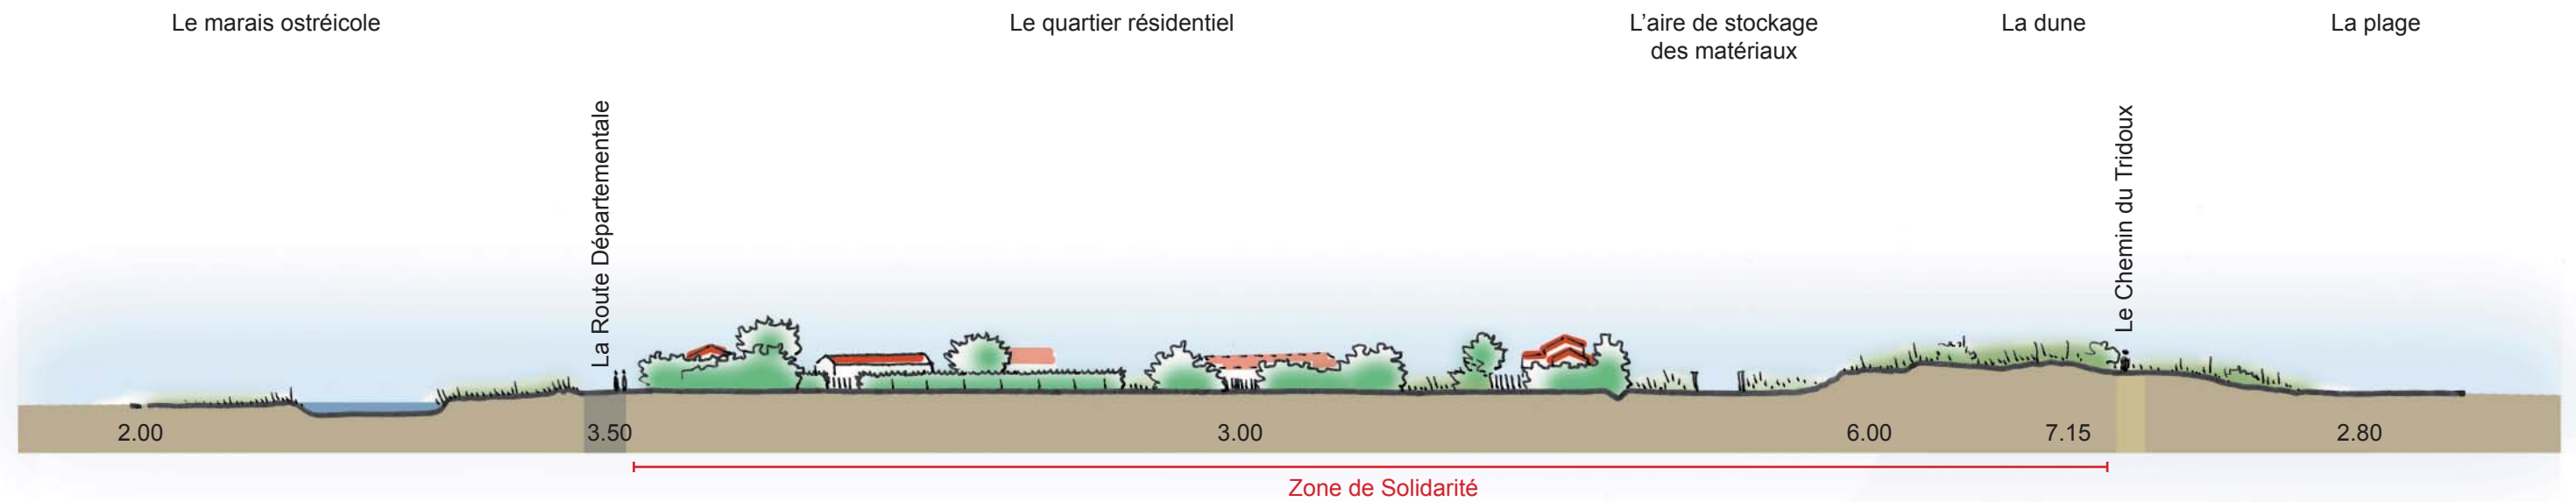 Le marais ostréicole
Le quartier résidentiel
L'aire de stockage
des matériaux
La dune
La plage
La Route Départementale
Le Chemin du Tridoux
2.00
3.50
3.00
6.00
7.15
2.80
Zone de Solidarité